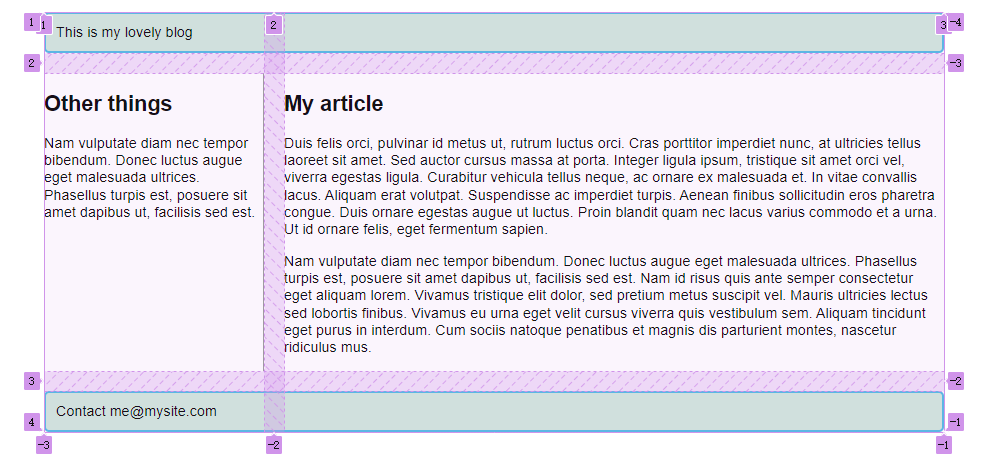 1 1 2 3 -4
This is my lovely blog
2 -3
Other things
Nam vulputate diam nec tempor
bibendum. Donec luctus augue
eget malesuada ultrices.
Phasellus turpis est, posuere sit
amet dapibus ut, facilisis sed est.
My article
Duis felis orci, pulvinar id metus ut, rutrum luctus orci. Cras porttitor imperdiet nunc, at ultricies tellus
laoreet sit amet. Sed auctor cursus massa at porta. Integer ligula ipsum, tristique sit amet orci vel,
viverra egestas ligula. Curabitur vehicula tellus neque, ac ornare ex malesuada et. In vitae convallis
lacus. Aliquam erat volutpat. Suspendisse ac imperdiet turpis. Aenean finibus sollicitudin eros pharetra
congue. Duis ornare egestas augue ut luctus. Proin blandit quam nec lacus varius commodo et a urna.
Ut id ornare felis, eget fermentum sapien.
Nam vulputate diam nec tempor bibendum. Donec luctus augue eget malesuada ultrices. Phasellus
turpis est, posuere sit amet dapibus ut, facilisis sed est. Nam id risus quis ante semper consectetur
eget aliquam lorem. Vivamus tristique elit dolor, sed pretium metus suscipit vel. Mauris ultricies lectus
sed lobortis finibus. Vivamus eu urna eget velit cursus viverra quis vestibulum sem. Aliquam tincidunt
eget purus in interdum. Cum sociis natoque penatibus et magnis dis parturient montes, nascetur
ridiculus mus.
3 -2
Contact me@mysite.com
4 -1
-3 -2 -1